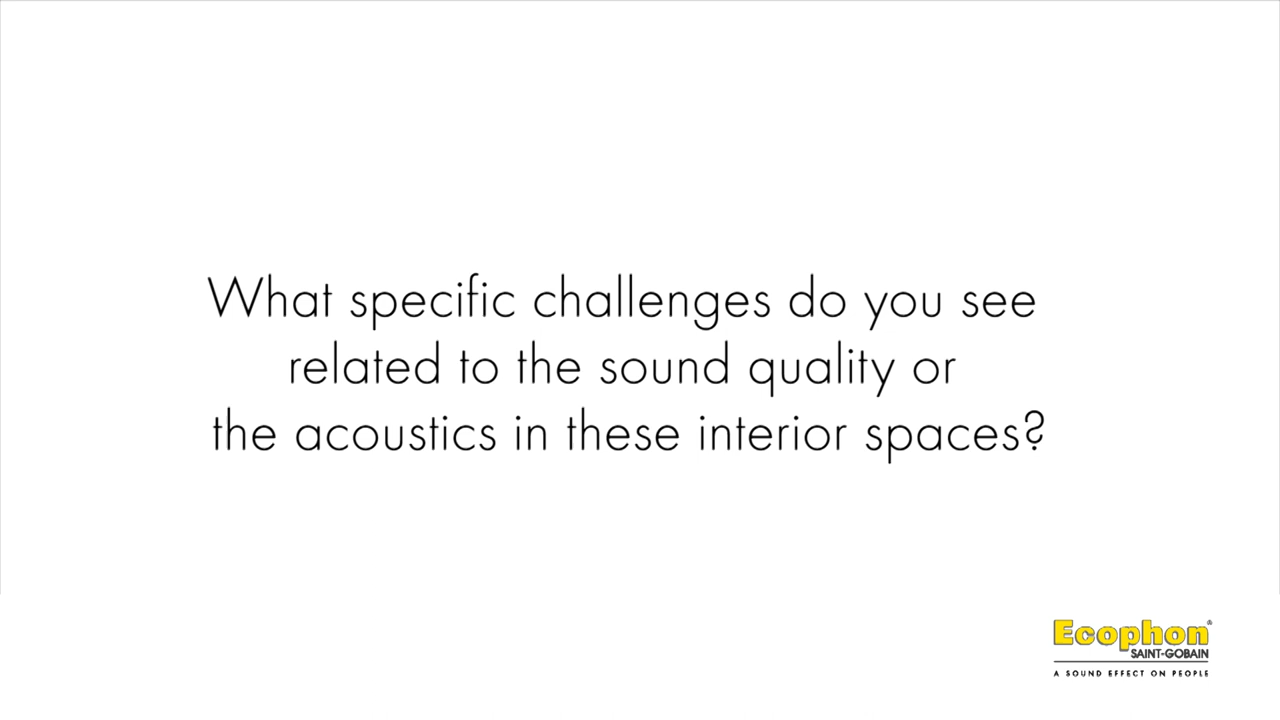 What specific challenges do you see
related to the sound quality or
the acoustics in these interior spaces?
Ecophon®
SAINT-GOBAIN
A SOUND EFFECT ON PEOPLE